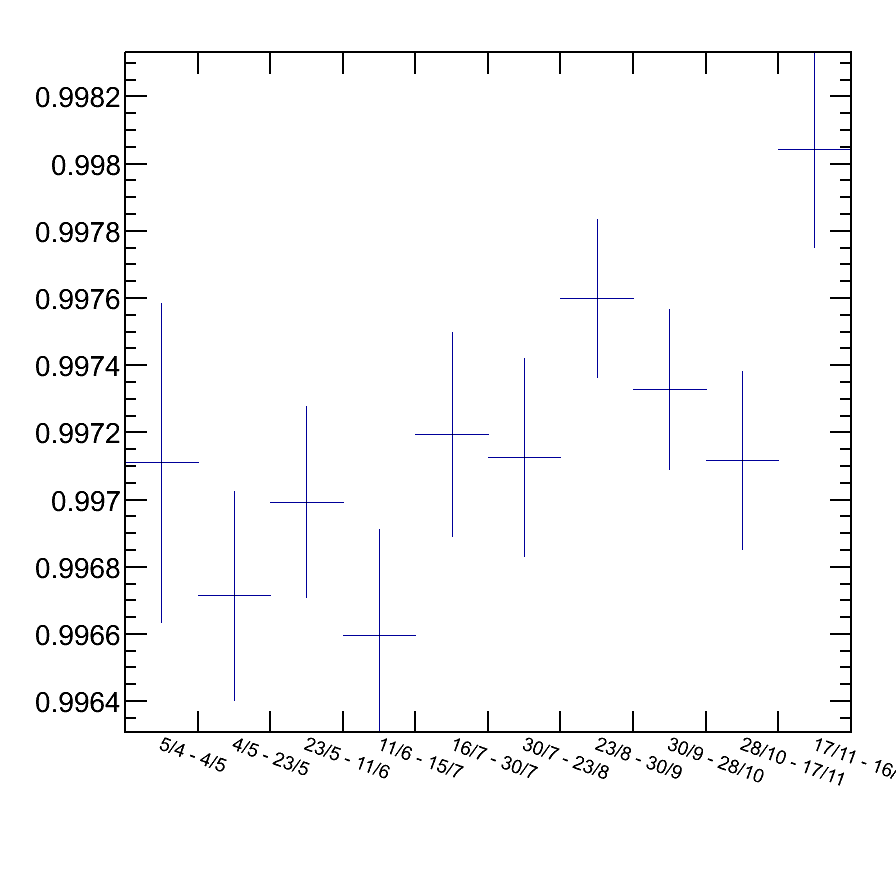 0.9982
0.998
0.9978
0.9976
0.9974
0.9972
0.997
0.9968
0.9966
0.9964
5/4 - 4/5
4/5 - 23/5
23/5 - 11/6
11/6 - 15/7
16/7 - 30/7
30/7 - 23/8
23/8 - 30/9
30/9 - 28/10
28/10 - 17/11
17/11 - 16/